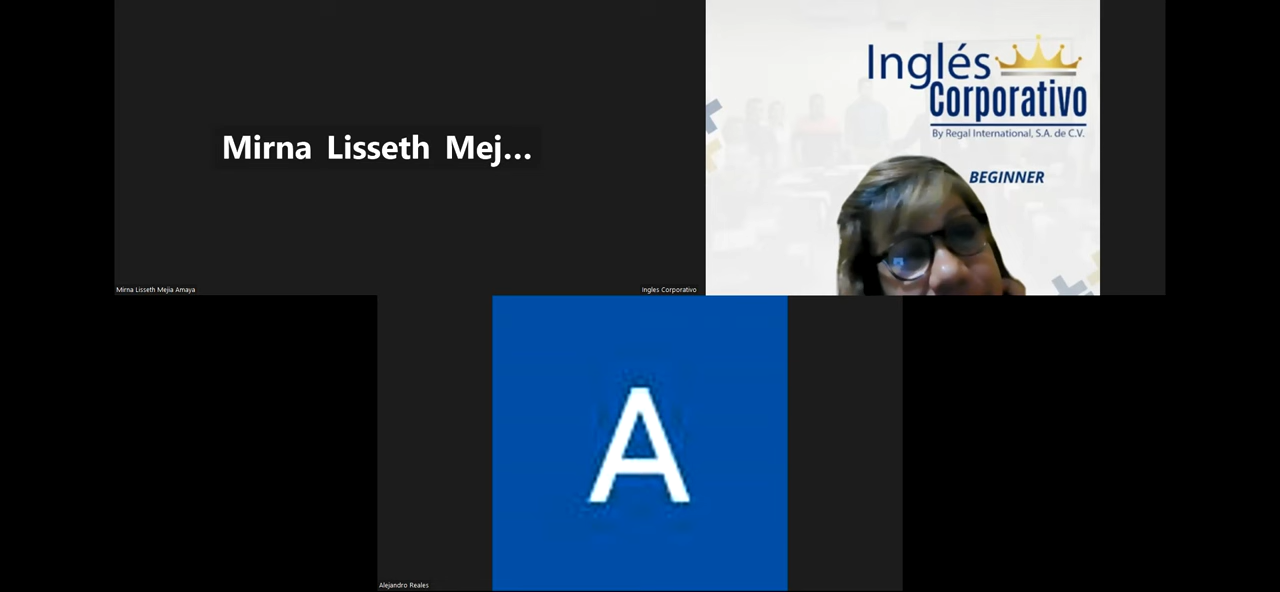 Mirna Lisseth Mej...
Mirna Lisseth Mejia Amaya
Inglés
Corporativo
By Regal International, S.A. de C.V.
BEGINNER
Ingles Corporativo
A
Alejandro Reales